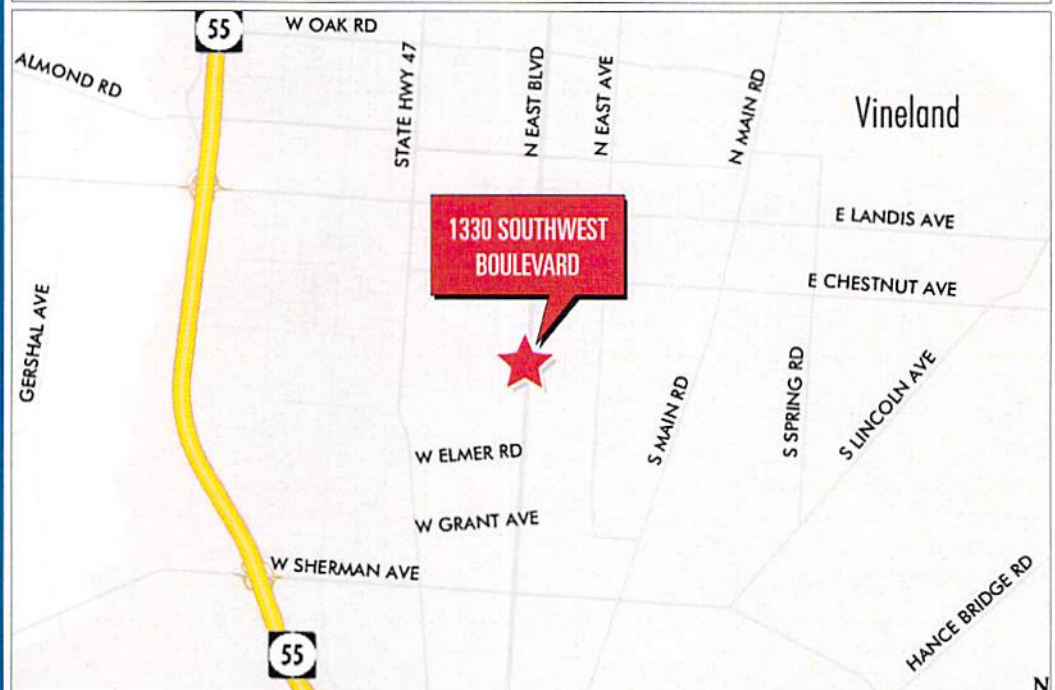 55
W OAK RD
ALMOND RD
STATE HWY 47
N EAST BLVD
N EAST AVE
N MAIN RD
Vineland
1330 SOUTHWEST
BOULEVARD
E LANDIS AVE
E CHESTNUT AVE
GERSHAL AVE
S MAIN RD
S SPRING RD
S LINCOLN AVE
W ELMER RD
W GRANT AVE
W SHERMAN AVE
HANCE BRIDGE RD
55
N